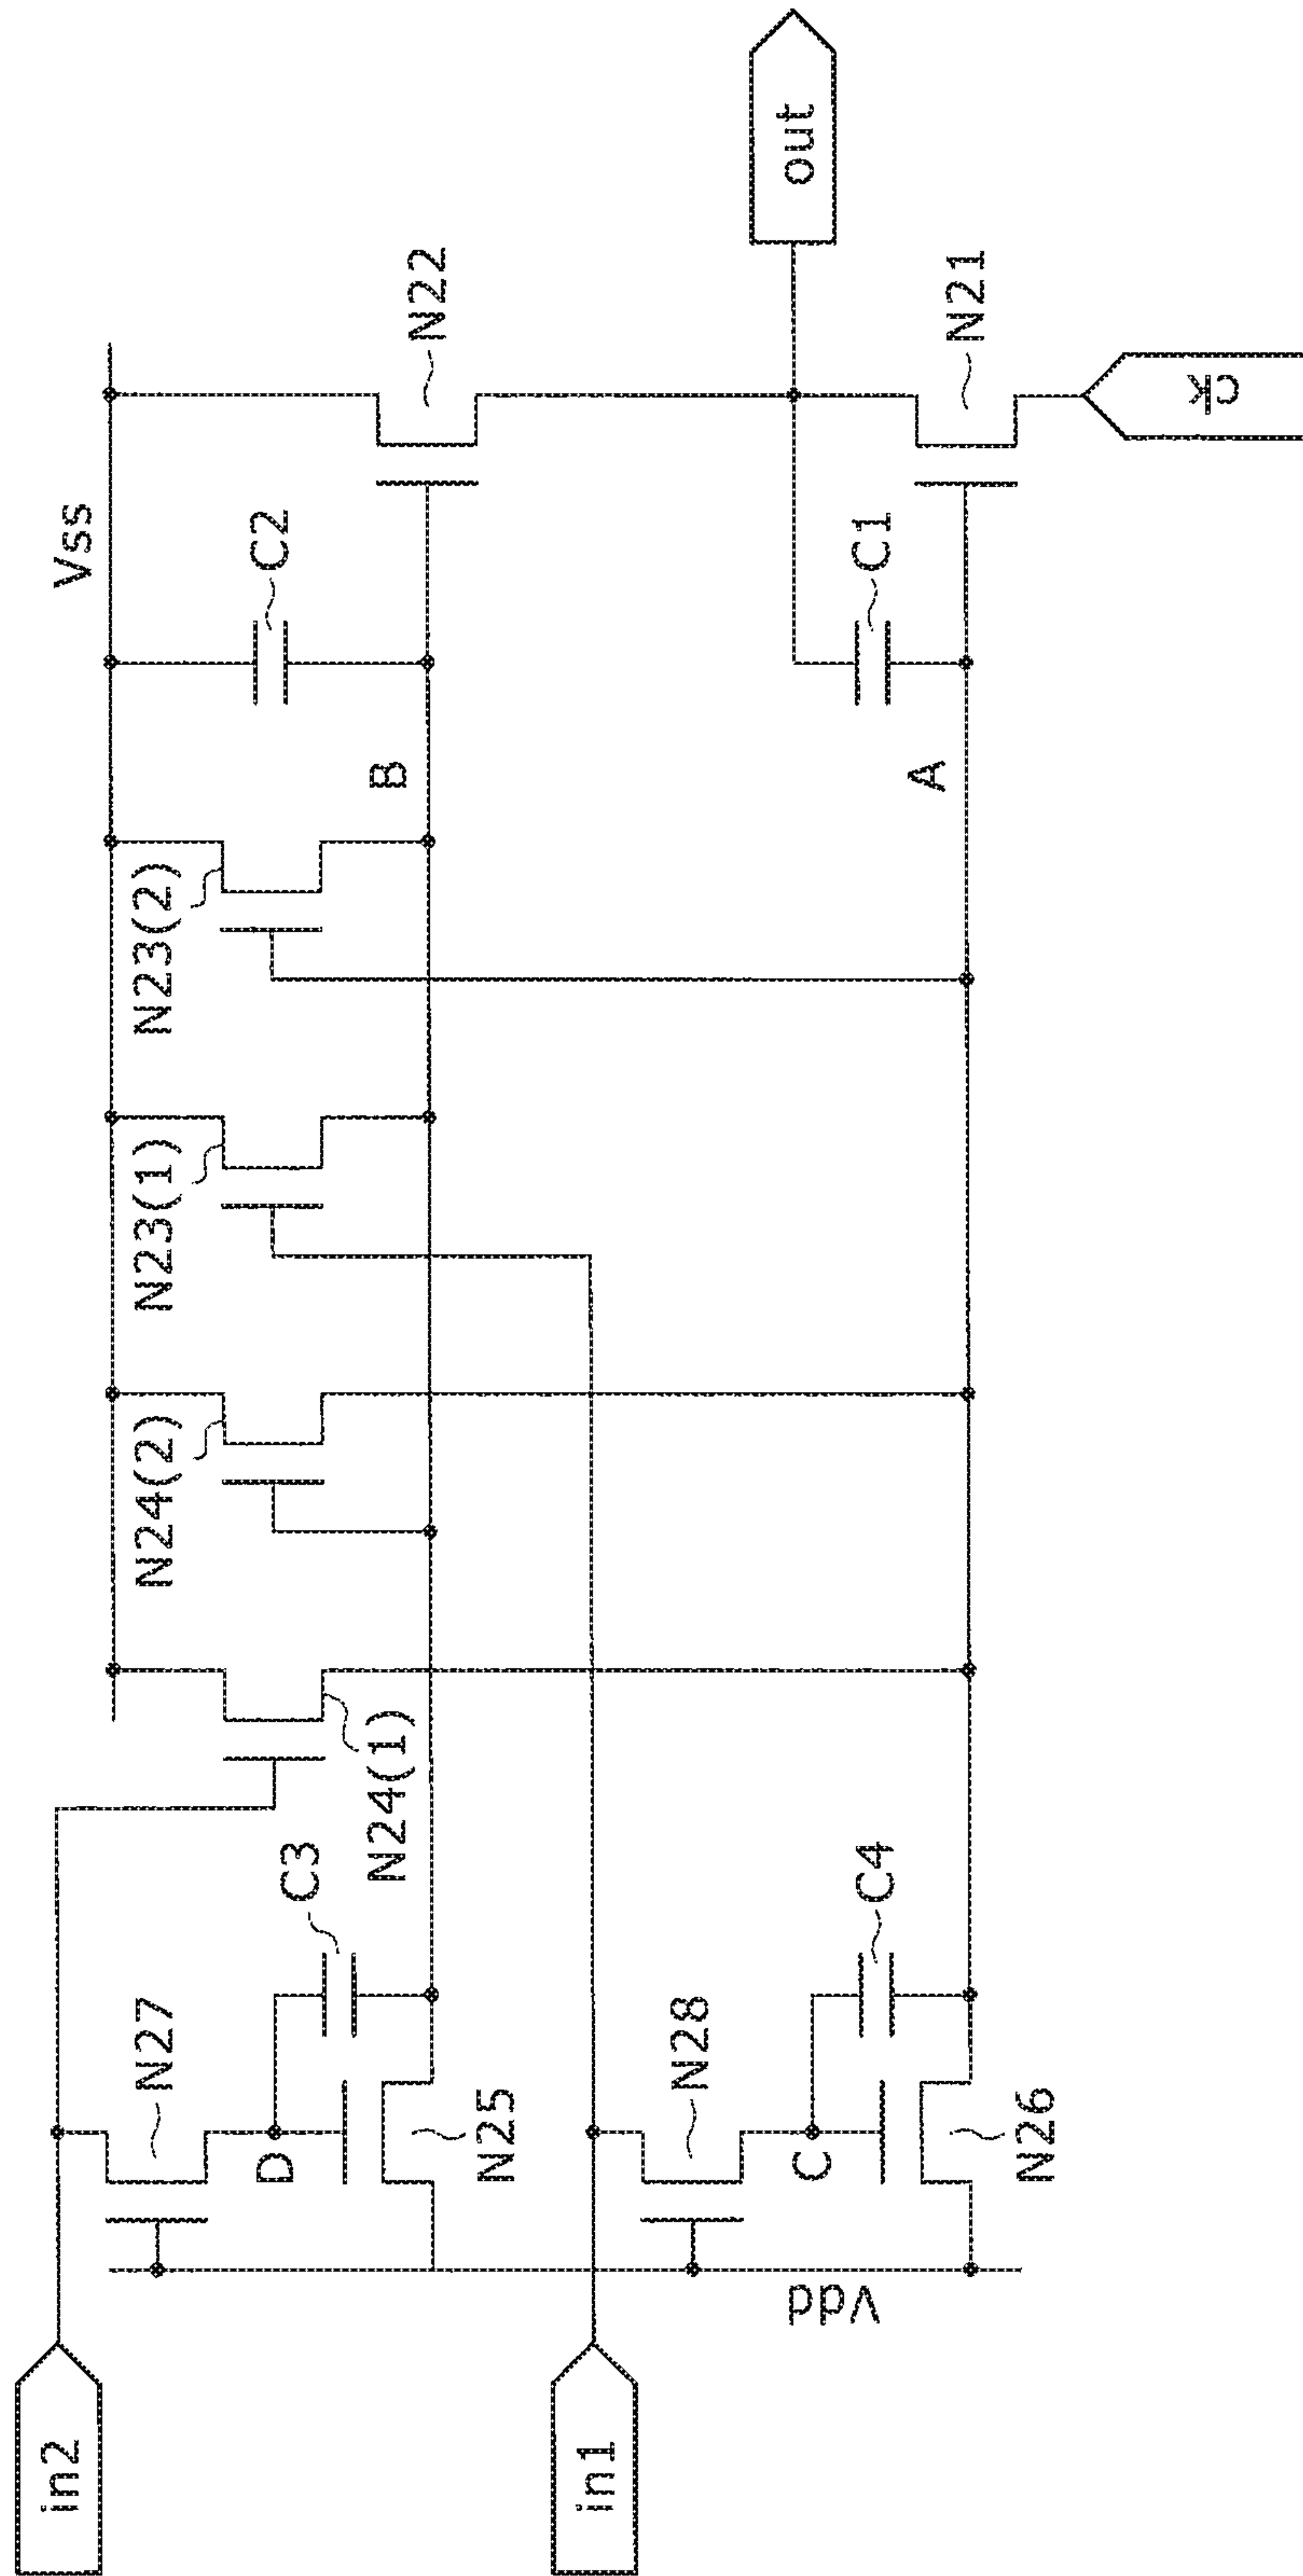 in2
in1
Vdd
N27
D
N25
C3
N24(1)
N28
C
N26
C4
N24(2)
N23(1)
N23(2)
B
A
Vss
C2
C1
N22
N21
out
ck